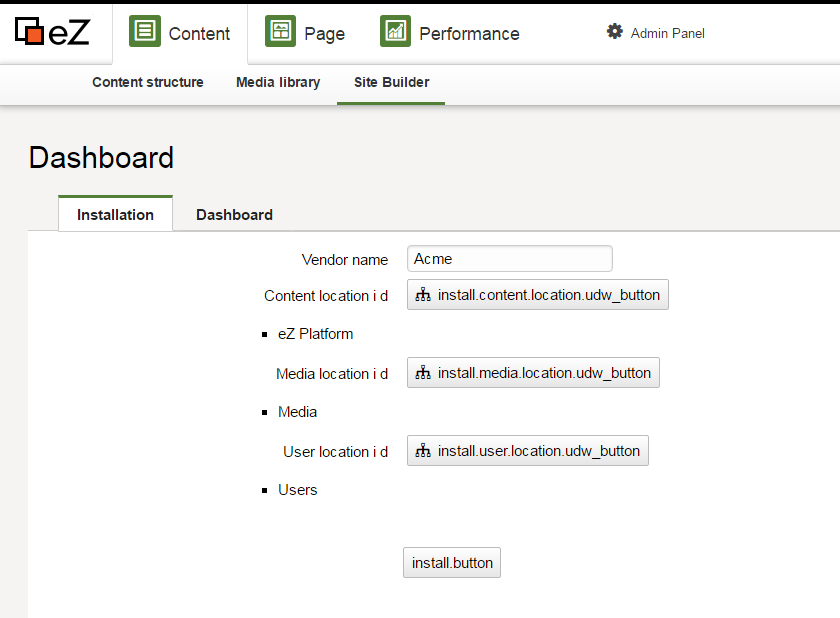 eZ Content Page Performance Admin Panel
Content structure Media library Site Builder
Dashboard
Installation Dashboard
Vendor name Acme
Content location i d install.content.location.udw_button
eZ Platform
Media location i d install.media.location.udw_button
Media
User location i d install.user.location.udw_button
Users
install.button